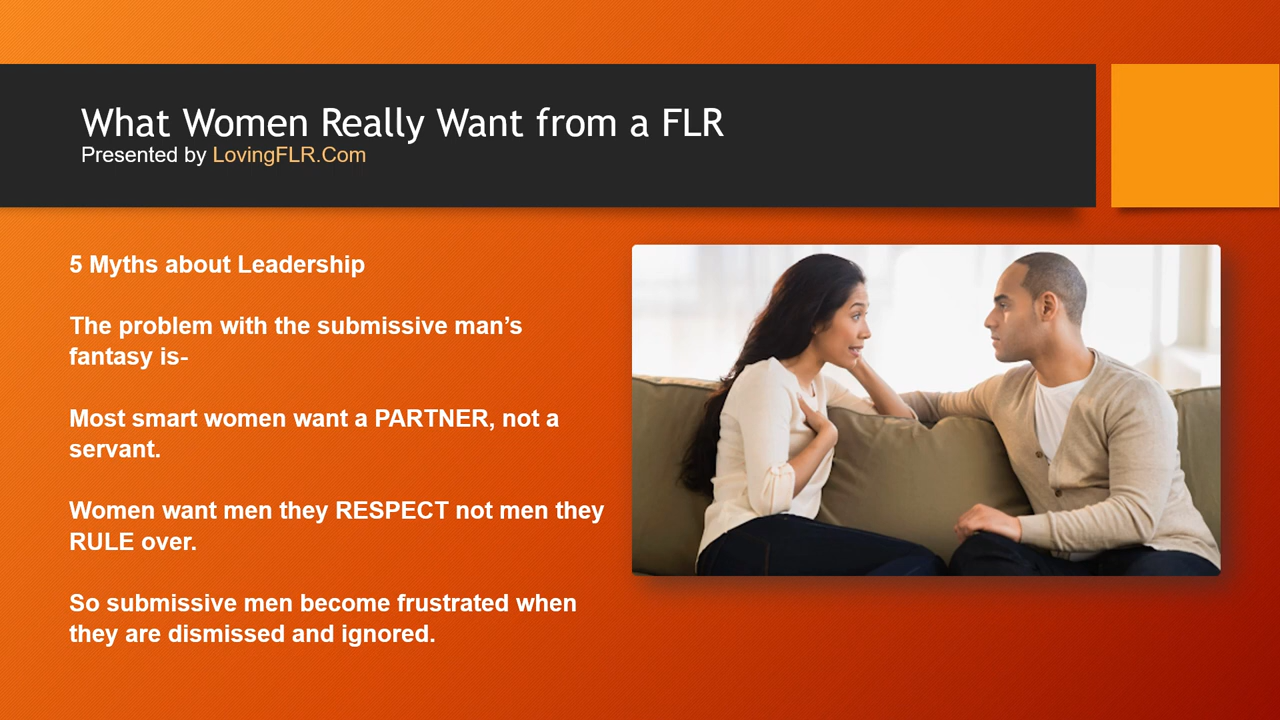 What Women Really Want from a FLR
Presented by LovingFLR.Com
5 Myths about Leadership
The problem with the submissive man’s
fantasy is-
Most smart women want a PARTNER, not a
servant.
Women want men they RESPECT not men they
RULE over.
So submissive men become frustrated when
they are dismissed and ignored.